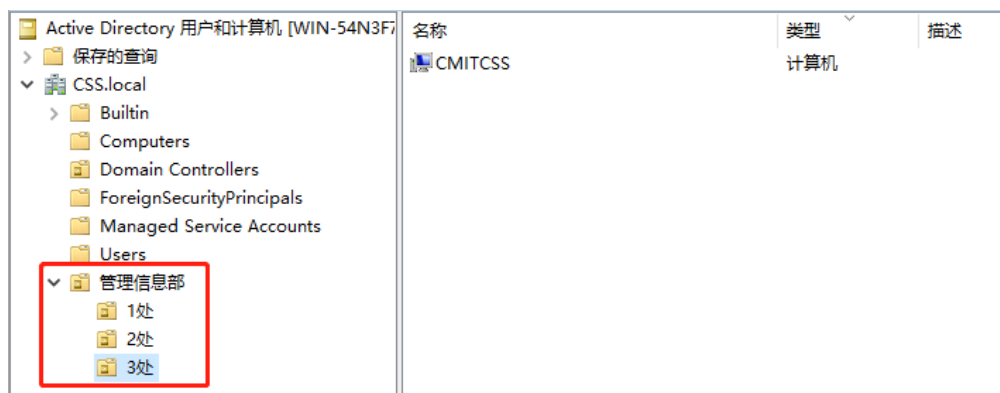 Active Directory 用户和计算机 [WIN-54N3F7
保存的查询
CSS.local
Builtin
Computers
Domain Controllers
ForeignSecurityPrincipals
Managed Service Accounts
Users
管理信息部
1处
2处
3处
名称 类型 描述
CMITCSS 计算机